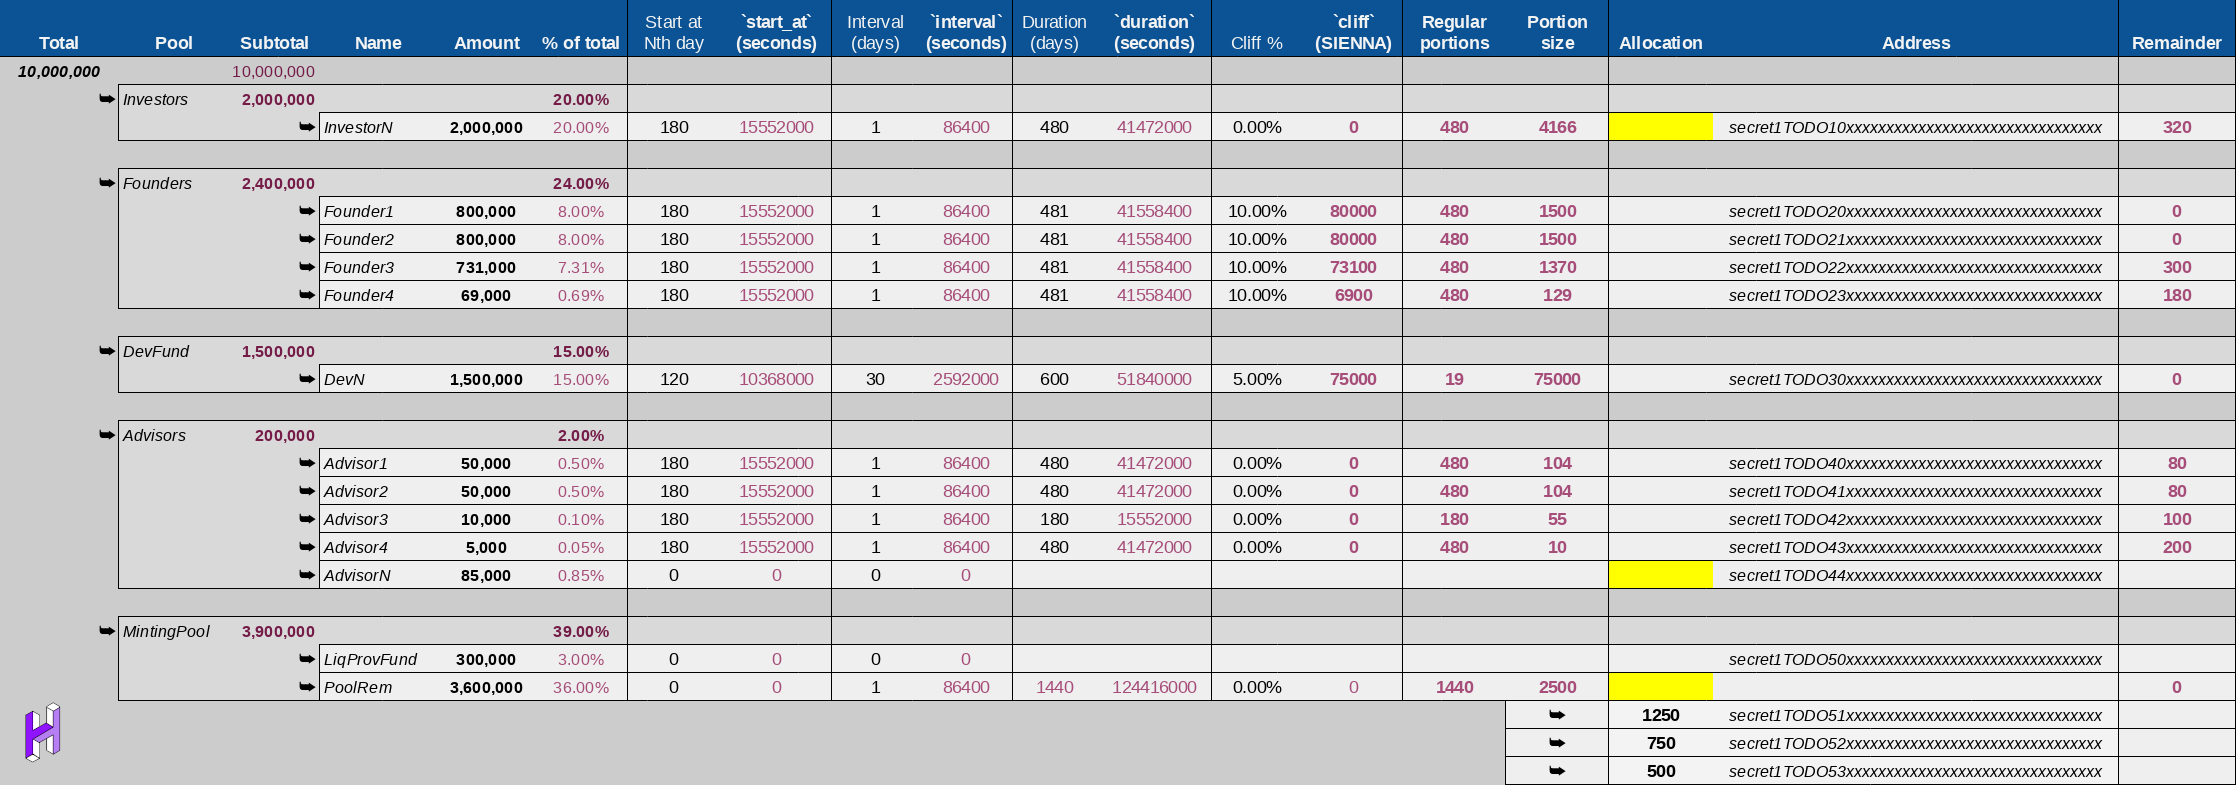 Total Pool Subtotal Name Amount % of total Start at Nth day `start_at` (seconds) Interval (days) `interval` (seconds) Duration (days) `duration` (seconds) Cliff % `cliff` (SIENNA) Regular portions Portion size Allocation Address Remainder
10,000,000 10,000,000
➥ Investors 2,000,000 20.00%
➥ InvestorN 2,000,000 20.00% 180 15552000 1 86400 480 41472000 0.00% 0 480 4166 secret1TODO10xxxxxxxxxxxxxxxxxxxxxxxxxxxxxxxx 320
➥ Founders 2,400,000 24.00%
➥ Founder1 800,000 8.00% 180 15552000 1 86400 481 41558400 10.00% 80000 480 1500 secret1TODO20xxxxxxxxxxxxxxxxxxxxxxxxxxxxxxxx 0
➥ Founder2 800,000 8.00% 180 15552000 1 86400 481 41558400 10.00% 80000 480 1500 secret1TODO21xxxxxxxxxxxxxxxxxxxxxxxxxxxxxxxx 0
➥ Founder3 731,000 7.31% 180 15552000 1 86400 481 41558400 10.00% 73100 480 1370 secret1TODO22xxxxxxxxxxxxxxxxxxxxxxxxxxxxxxxx 300
➥ Founder4 69,000 0.69% 180 15552000 1 86400 481 41558400 10.00% 6900 480 129 secret1TODO23xxxxxxxxxxxxxxxxxxxxxxxxxxxxxxxx 180
➥ DevFund 1,500,000 15.00%
➥ DevN 1,500,000 15.00% 120 10368000 30 2592000 600 51840000 5.00% 75000 19 75000 secret1TODO30xxxxxxxxxxxxxxxxxxxxxxxxxxxxxxxx 0
➥ Advisors 200,000 2.00%
➥ Advisor1 50,000 0.50% 180 15552000 1 86400 480 41472000 0.00% 0 480 104 secret1TODO40xxxxxxxxxxxxxxxxxxxxxxxxxxxxxxxx 80
➥ Advisor2 50,000 0.50% 180 15552000 1 86400 480 41472000 0.00% 0 480 104 secret1TODO41xxxxxxxxxxxxxxxxxxxxxxxxxxxxxxxx 80
➥ Advisor3 10,000 0.10% 180 15552000 1 86400 180 15552000 0.00% 0 180 55 secret1TODO42xxxxxxxxxxxxxxxxxxxxxxxxxxxxxxxx 100
➥ Advisor4 5,000 0.05% 180 15552000 1 86400 480 41472000 0.00% 0 480 10 secret1TODO43xxxxxxxxxxxxxxxxxxxxxxxxxxxxxxxx 200
➥ AdvisorN 85,000 0.85% 0 0 0 0 secret1TODO44xxxxxxxxxxxxxxxxxxxxxxxxxxxxxxxx
➥ MintingPool 3,900,000 39.00%
➥ LiqProvFund 300,000 3.00% 0 0 0 0 secret1TODO50xxxxxxxxxxxxxxxxxxxxxxxxxxxxxxxx
➥ PoolRem 3,600,000 36.00% 0 0 1 86400 1440 124416000 0.00% 0 1440 2500 0
➥ 1250 secret1TODO51xxxxxxxxxxxxxxxxxxxxxxxxxxxxxxxx
➥ 750 secret1TODO52xxxxxxxxxxxxxxxxxxxxxxxxxxxxxxxx
➥ 500 secret1TODO53xxxxxxxxxxxxxxxxxxxxxxxxxxxxxxxx